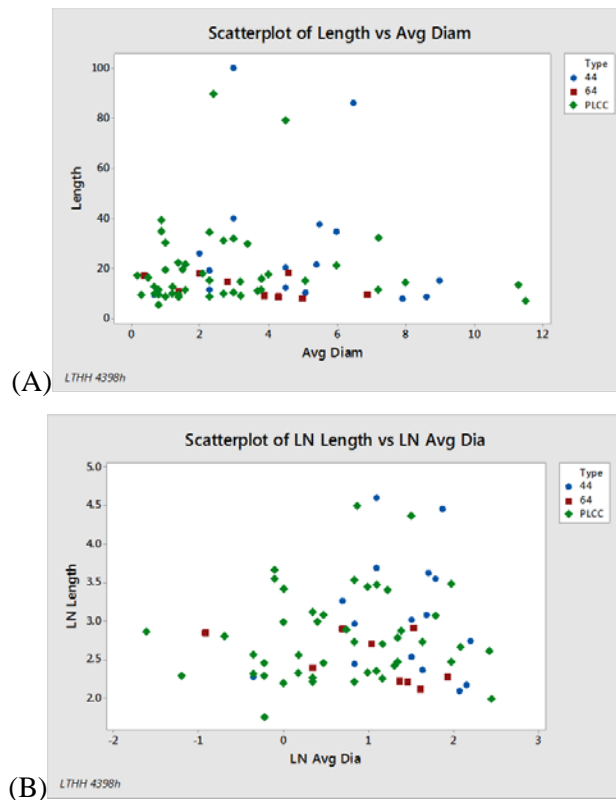 Scatterplot of Length vs Avg Diam
Type
44
64
PLCC
100
80
60
40
20
0
Length
0 2 4 6 8 10 12
Avg Diam
(A)
LTHH 4398h
Scatterplot of LN Length vs LN Avg Dia
Type
44
64
PLCC
5.0
4.5
4.0
3.5
3.0
2.5
2.0
LN Length
-2 -1 0 1 2 3
LN Avg Dia
(B)
LTHH 4398h